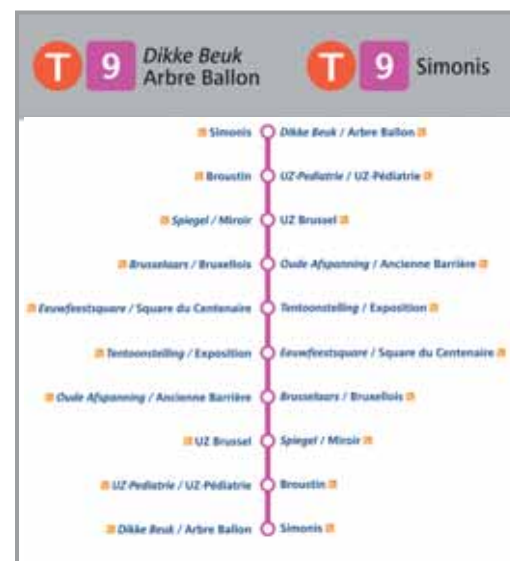 T 9 Dikke Beuk
Arbre Ballon
T 9 Simonis
Simonis
Broustin
Spiegel / Miroir
Brusselaars / Bruxellois
Eeuwfeestsquare / Square du Centenaire
Tentoonstelling / Exposition
Oude Afspanning / Ancienne Barrière
UZ Brussel
UZ-Pediatrie / UZ-Pédiatrie
Dikke Beuk / Arbre Ballon
Dikke Beuk / Arbre Ballon
UZ-Pediatrie / UZ-Pédiatrie
UZ Brussel
Oude Afspanning / Ancienne Barrière
Tentoonstelling / Exposition
Eeuwfeestsquare / Square du Centenaire
Brusselaars / Bruxellois
Spiegel / Miroir
Broustin
Simonis